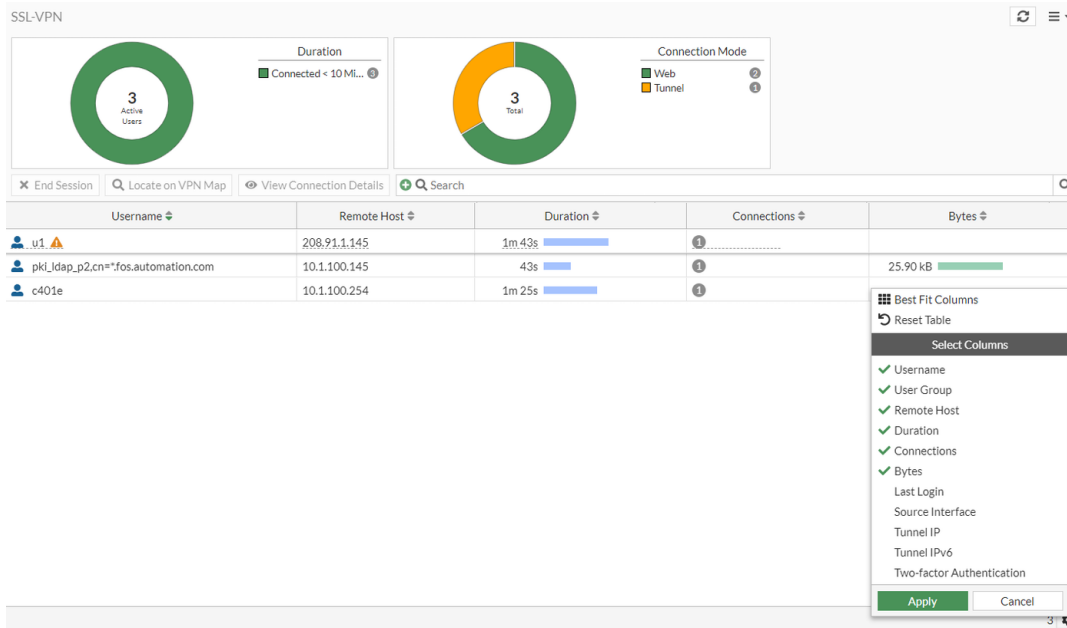 SSL-VPN
Duration
Connected < 10 Mi... 3
3
Active
Users
Connection Mode
Web 2
Tunnel 1
3
Total
End Session Locate on VPN Map View Connection Details Search
Username Remote Host Duration Connections Bytes
u1 208.91.1.145 1m 43s 1
pki_ldap_p2,cn=*.fos.automation.com 10.1.100.145 43s 1 25.90 kB
c401e 10.1.100.254 1m 25s 1
Best Fit Columns
Reset Table
Select Columns
Username
User Group
Remote Host
Duration
Connections
Bytes
Last Login
Source Interface
Tunnel IP
Tunnel IPv6
Two-factor Authentication
Apply Cancel
3